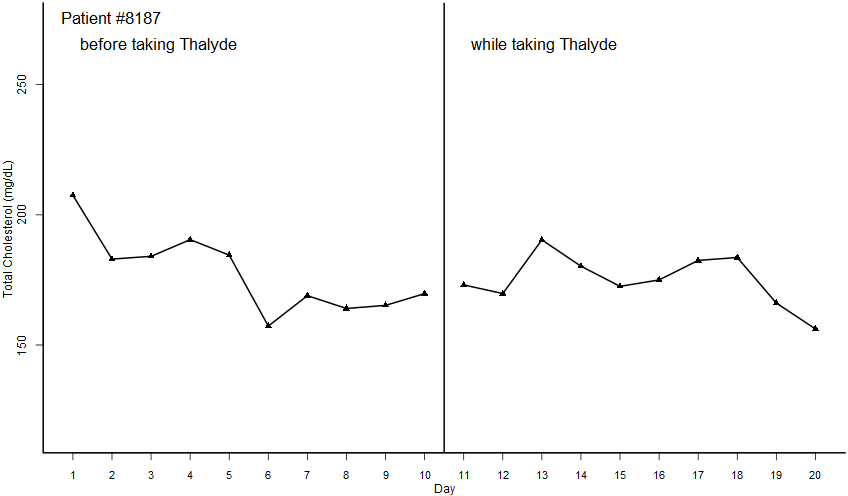 Patient #8187
before taking Thalyde
while taking Thalyde
Total Cholesterol (mg/dL)
250
200
150
1 2 3 4 5 6 7 8 9 10 11 12 13 14 15 16 17 18 19 20
Day